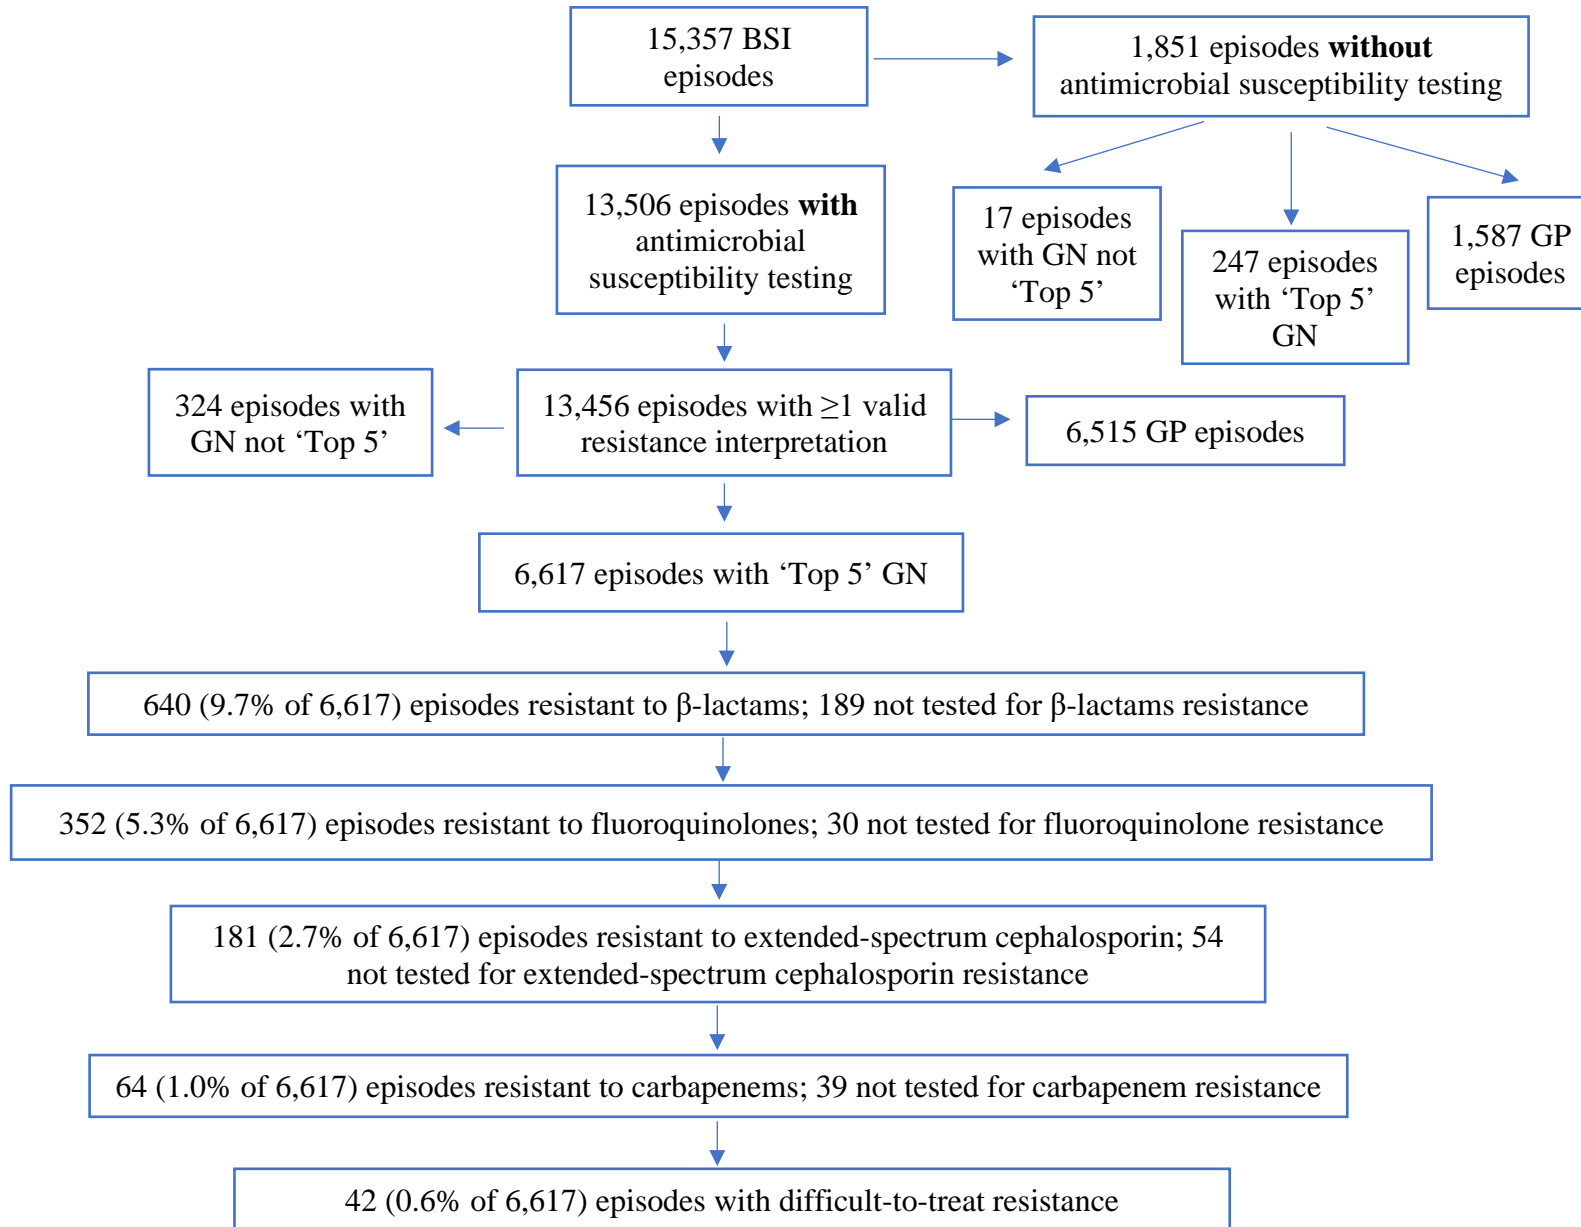 15,357 BSI
episodes
1,851 episodes without
antimicrobial susceptibility testing
13,506 episodes with
antimicrobial
susceptibility testing
17 episodes
with GN not
‘Top 5’
247 episodes
with ‘Top 5’
GN
1,587 GP
episodes
324 episodes with
GN not ‘Top 5’
13,456 episodes with ≥1 valid
resistance interpretation
6,515 GP episodes
6,617 episodes with ‘Top 5’ GN
640 (9.7% of 6,617) episodes resistant to β-lactams; 189 not tested for β-lactams resistance
352 (5.3% of 6,617) episodes resistant to fluoroquinolones; 30 not tested for fluoroquinolone resistance
181 (2.7% of 6,617) episodes resistant to extended-spectrum cephalosporin; 54
not tested for extended-spectrum cephalosporin resistance
64 (1.0% of 6,617) episodes resistant to carbapenems; 39 not tested for carbapenem resistance
42 (0.6% of 6,617) episodes with difficult-to-treat resistance